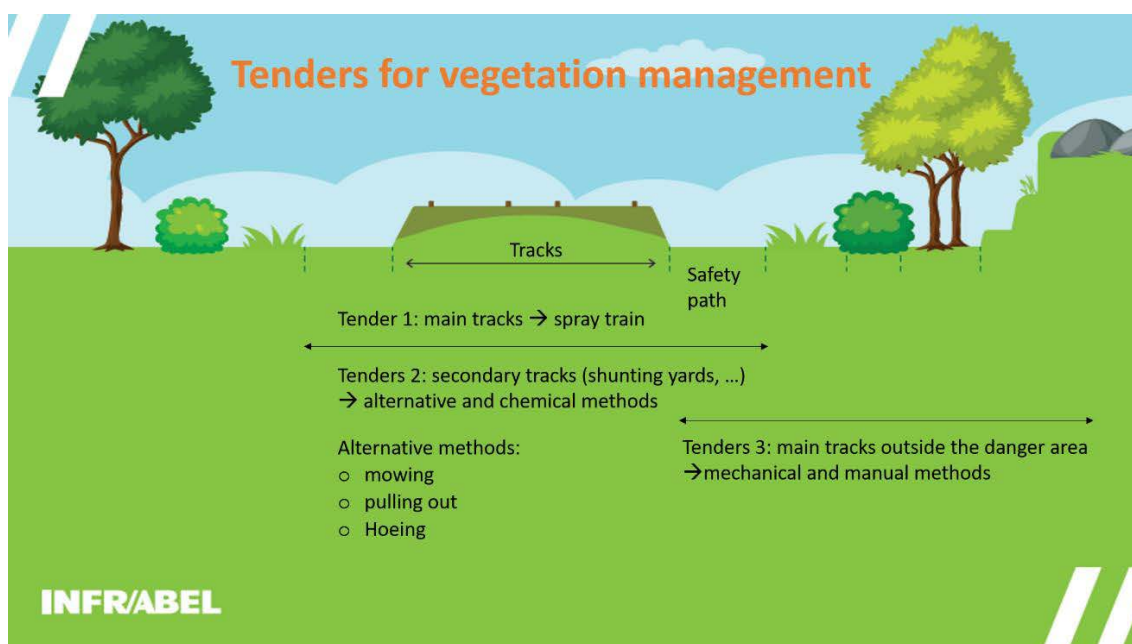 Tenders for vegetation management
Tracks
Safety
path
Tender 1: main tracks → spray train
Tenders 2: secondary tracks (shunting yards, ...)
→ alternative and chemical methods
Alternative methods:
o mowing
o pulling out
o Hoeing
Tenders 3: main tracks outside the danger area
→mechanical and manual methods
INFR/ABEL